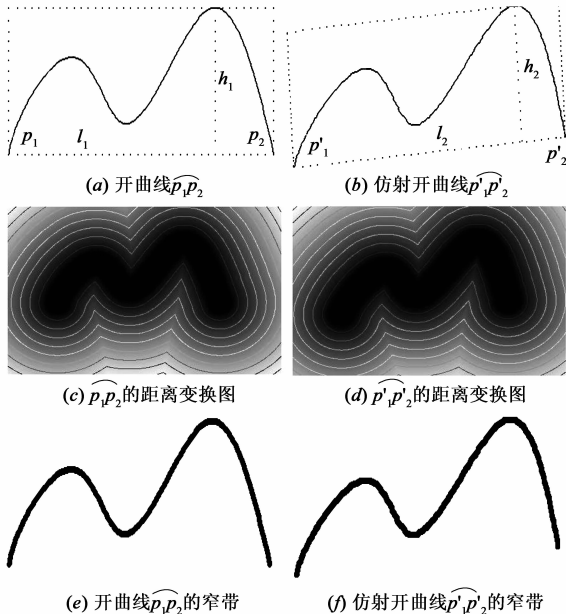 h₁
h₂
p₁
l₁
p₂
p'₁
l₂
p'₂
(a) 开曲线p₁p₂
(b) 仿射开曲线p'₁p'₂
(c) p₁p₂的距离变换图
(d) p'₁p'₂的距离变换图
(e) 开曲线p₁p₂的窄带
(f) 仿射开曲线p'₁p'₂的窄带